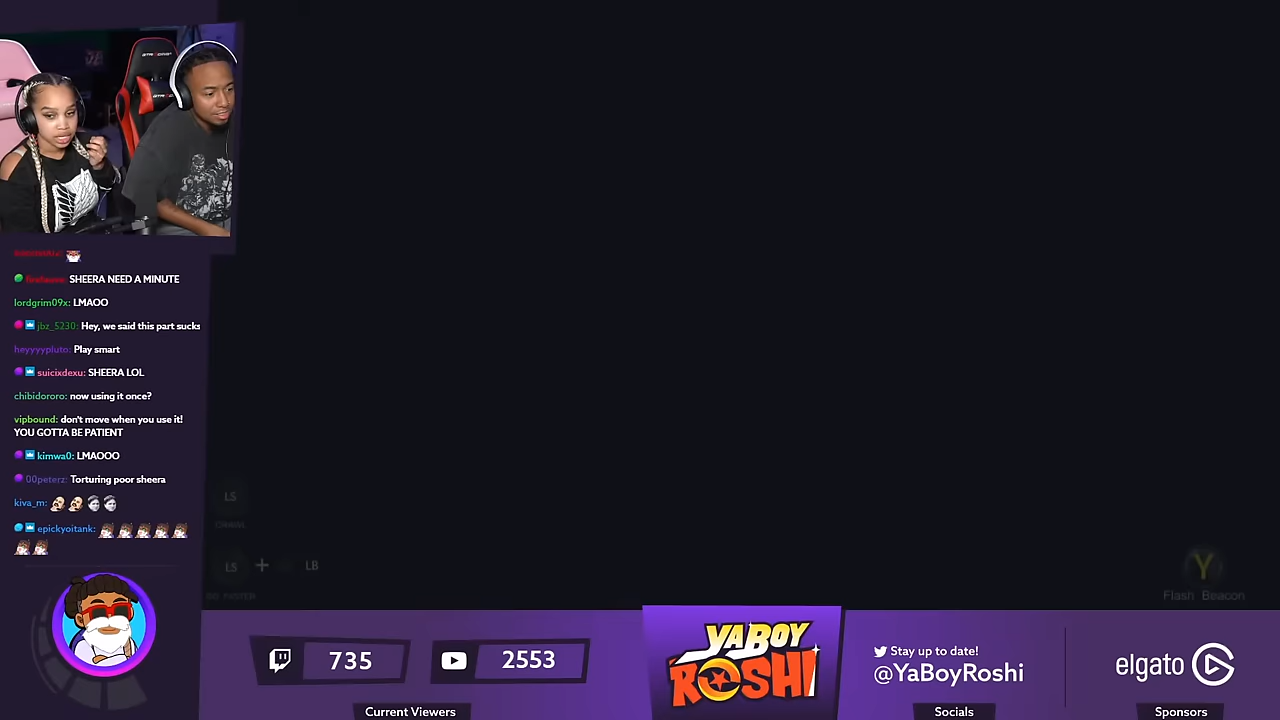 SHEERA NEED A MINUTE
lordgrim09x: LMAOO
jbz_5230: Hey, we said this part sucks
heyyyypluto: Play smart
suicixdexu: SHEERA LOL
chibidororo: now using it once?
vipbound: don't move when you use it!
YOU GOTTA BE PATIENT
kimwa0: LMAOOO
00peterz: Torturing poor sheera
kiva_m:
epickyoitank:
LS
LS + LB
GO FASTER
Y
Flash Beacon
735
2553
Current Viewers
YABOY
ROSHI
Stay up to date!
@YaBoyRoshi
Socials
elgato
Sponsors